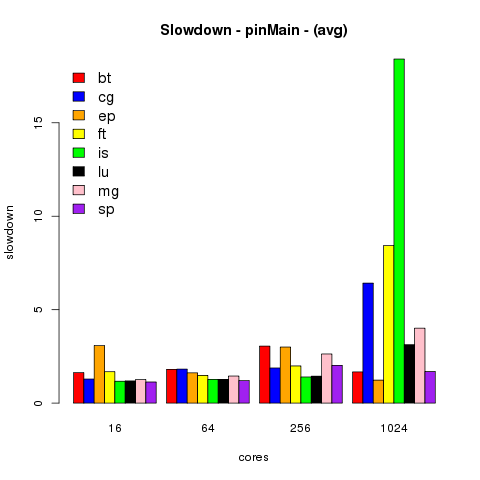 Slowdown - pinMain - (avg)
bt
cg
ep
ft
is
lu
mg
sp
15
10
5
0
slowdown
16 64 256 1024
cores